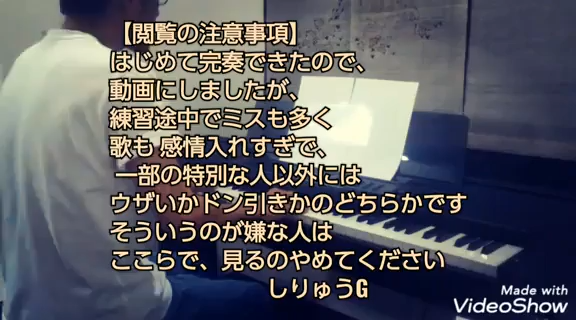 【閲覧の注意事項】
はじめて完奏できたので、
動画にしましたが、
練習途中でミスも多く
歌も 感情入れすぎで、
一部の特別な人以外には
ウザいかドン引きかのどちらかです
そういうのが嫌な人は
ここらで、見るのやめてください
しりゅうG
Made with
VideoShow